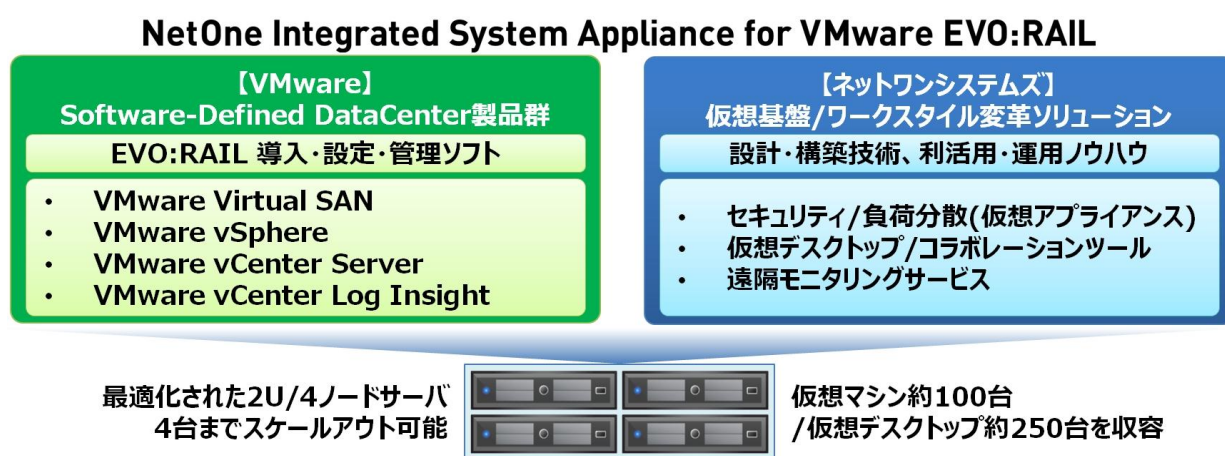 NetOne Integrated System Appliance for VMware EVO:RAIL
【VMware】
Software-Defined DataCenter製品群
EVO:RAIL 導入・設定・管理ソフト
・ VMware Virtual SAN
・ VMware vSphere
・ VMware vCenter Server
・ VMware vCenter Log Insight
【ネットワンシステムズ】
仮想基盤/ワークスタイル変革ソリューション
設計・構築技術、利活用・運用ノウハウ
・ セキュリティ/負荷分散(仮想アプライアンス)
・ 仮想デスクトップ/コラボレーションツール
・ 遠隔モニタリングサービス
最適化された2U/4ノードサーバ
4台までスケールアウト可能
仮想マシン約100台
/仮想デスクトップ約250台を収容